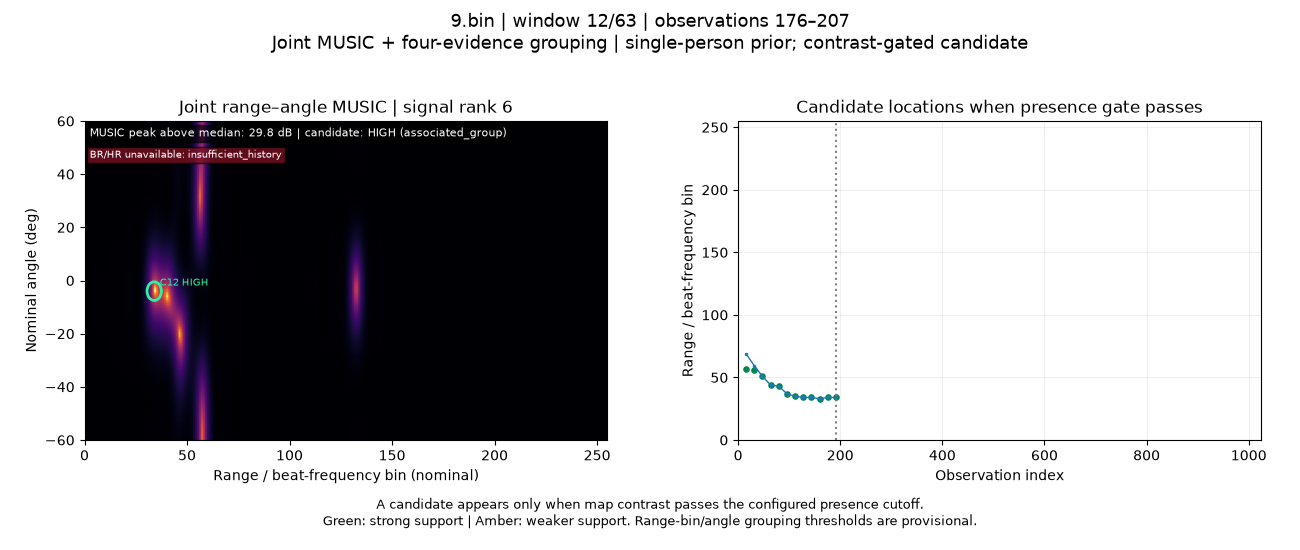 9.bin | window 12/63 | observations 176–207
Joint MUSIC + four-evidence grouping | single-person prior; contrast-gated candidate
Joint range–angle MUSIC | signal rank 6
MUSIC peak above median: 29.8 dB | candidate: HIGH (associated_group)
BR/HR unavailable: insufficient_history
C12 HIGH
60
40
20
0
−20
−40
−60
Nominal angle (deg)
0 50 100 150 200 250
Range / beat-frequency bin (nominal)
Candidate locations when presence gate passes
250
200
150
100
50
0
Range / beat-frequency bin
0 200 400 600 800 1000
Observation index
A candidate appears only when map contrast passes the configured presence cutoff.
Green: strong support | Amber: weaker support. Range-bin/angle grouping thresholds are provisional.